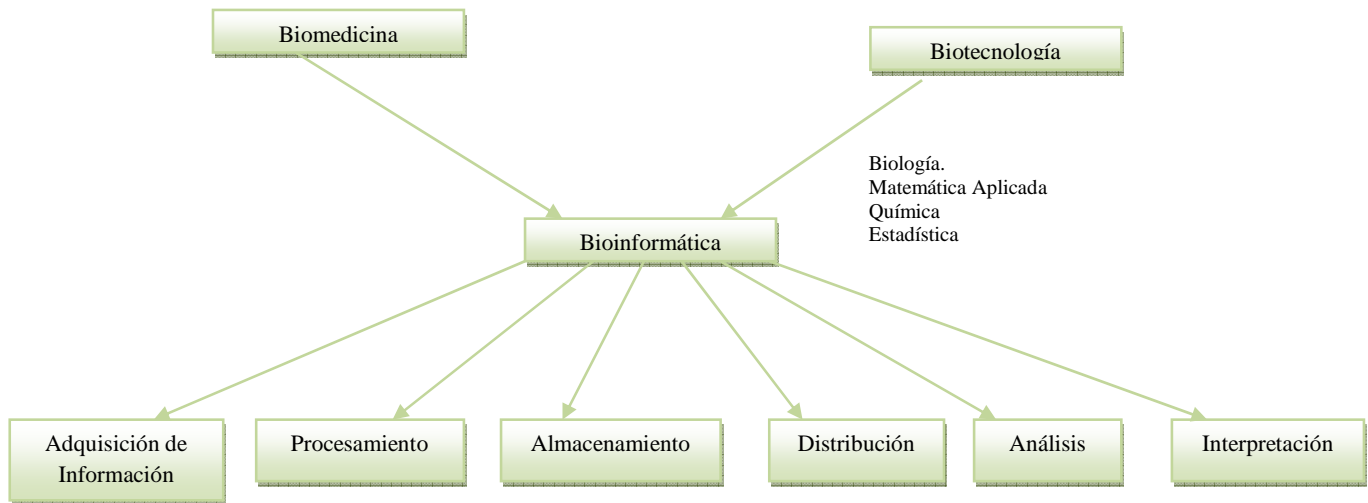 Biomedicina
Biotecnología
Biología.
Matemática Aplicada
Química
Estadística
Bioinformática
Adquisición de
Información
Procesamiento
Almacenamiento
Distribución
Análisis
Interpretación